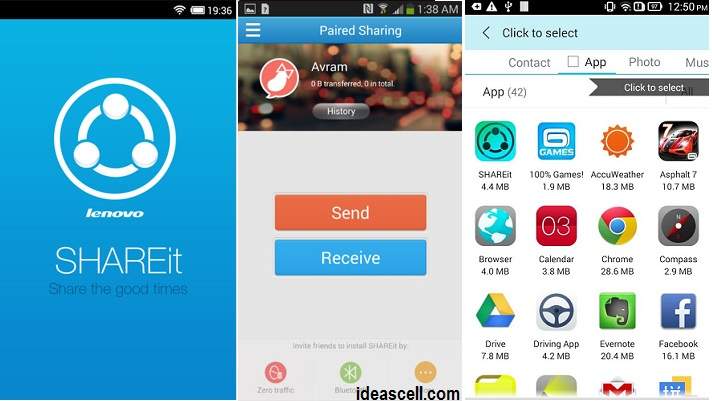 19:36
lenovo
SHAREit
Share the good times
1:38 AM
Paired Sharing
Avram
0 B transferred, 0 in total.
History
Send
Receive
Invite friends to install SHAREit by:
Zero traffic
ideascell.com
97 12:50 PM
Click to select
Contact App Photo Mus
App (42)
Click to select
All
SHAREit 100% Games! AccuWeather Asphalt 7
4.4 MB 1.9 MB 18.3 MB 10.7 MB
GAMES
7
03
Browser Calendar Chrome Compass
4.0 MB 3.8 MB 28.6 MB 2.9 MB
Drive Driving App Evernote Facebook
7.8 MB 4.2 MB 20.4 MB 16.1 MB